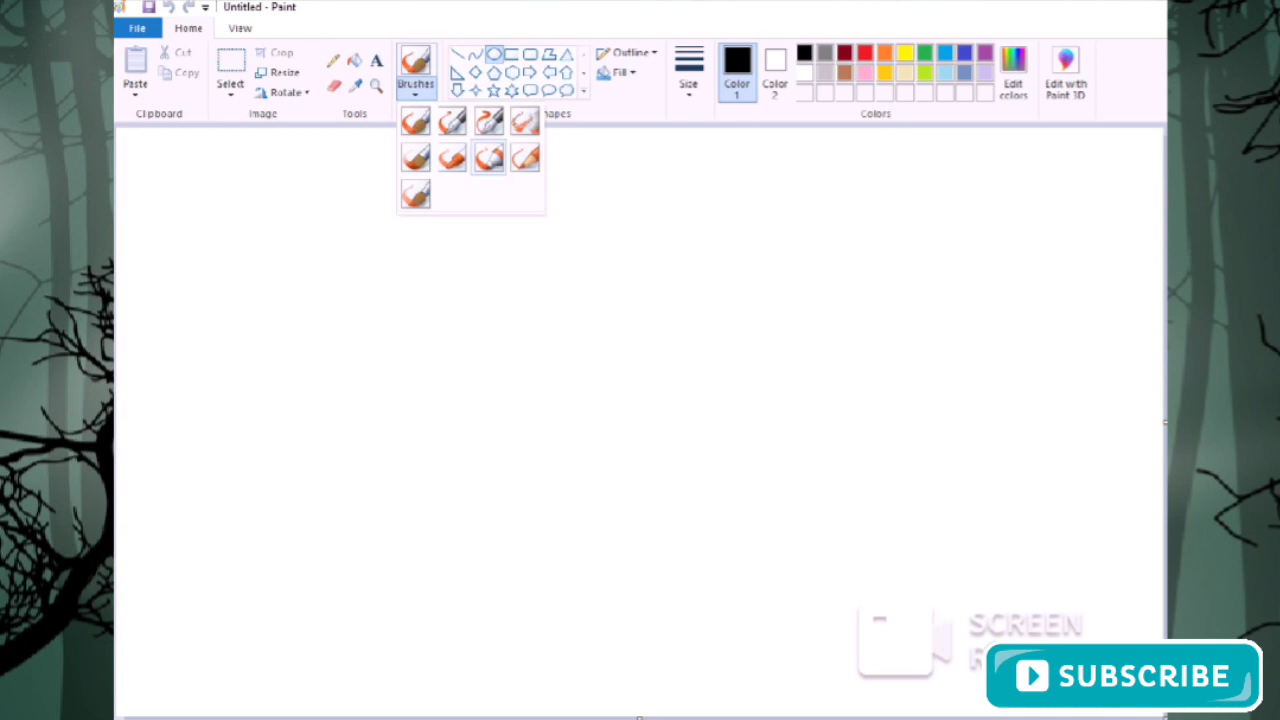 Untitled - Paint
File Home View
Paste
Cut
Copy
Clipboard
Select
Crop
Resize
Rotate
Image
A
Tools
Brushes
Outline
Fill
Size
Color
1
Color
2
Edit
colors
Colors
Edit with
Paint 3D
SCREEN
SUBSCRIBE